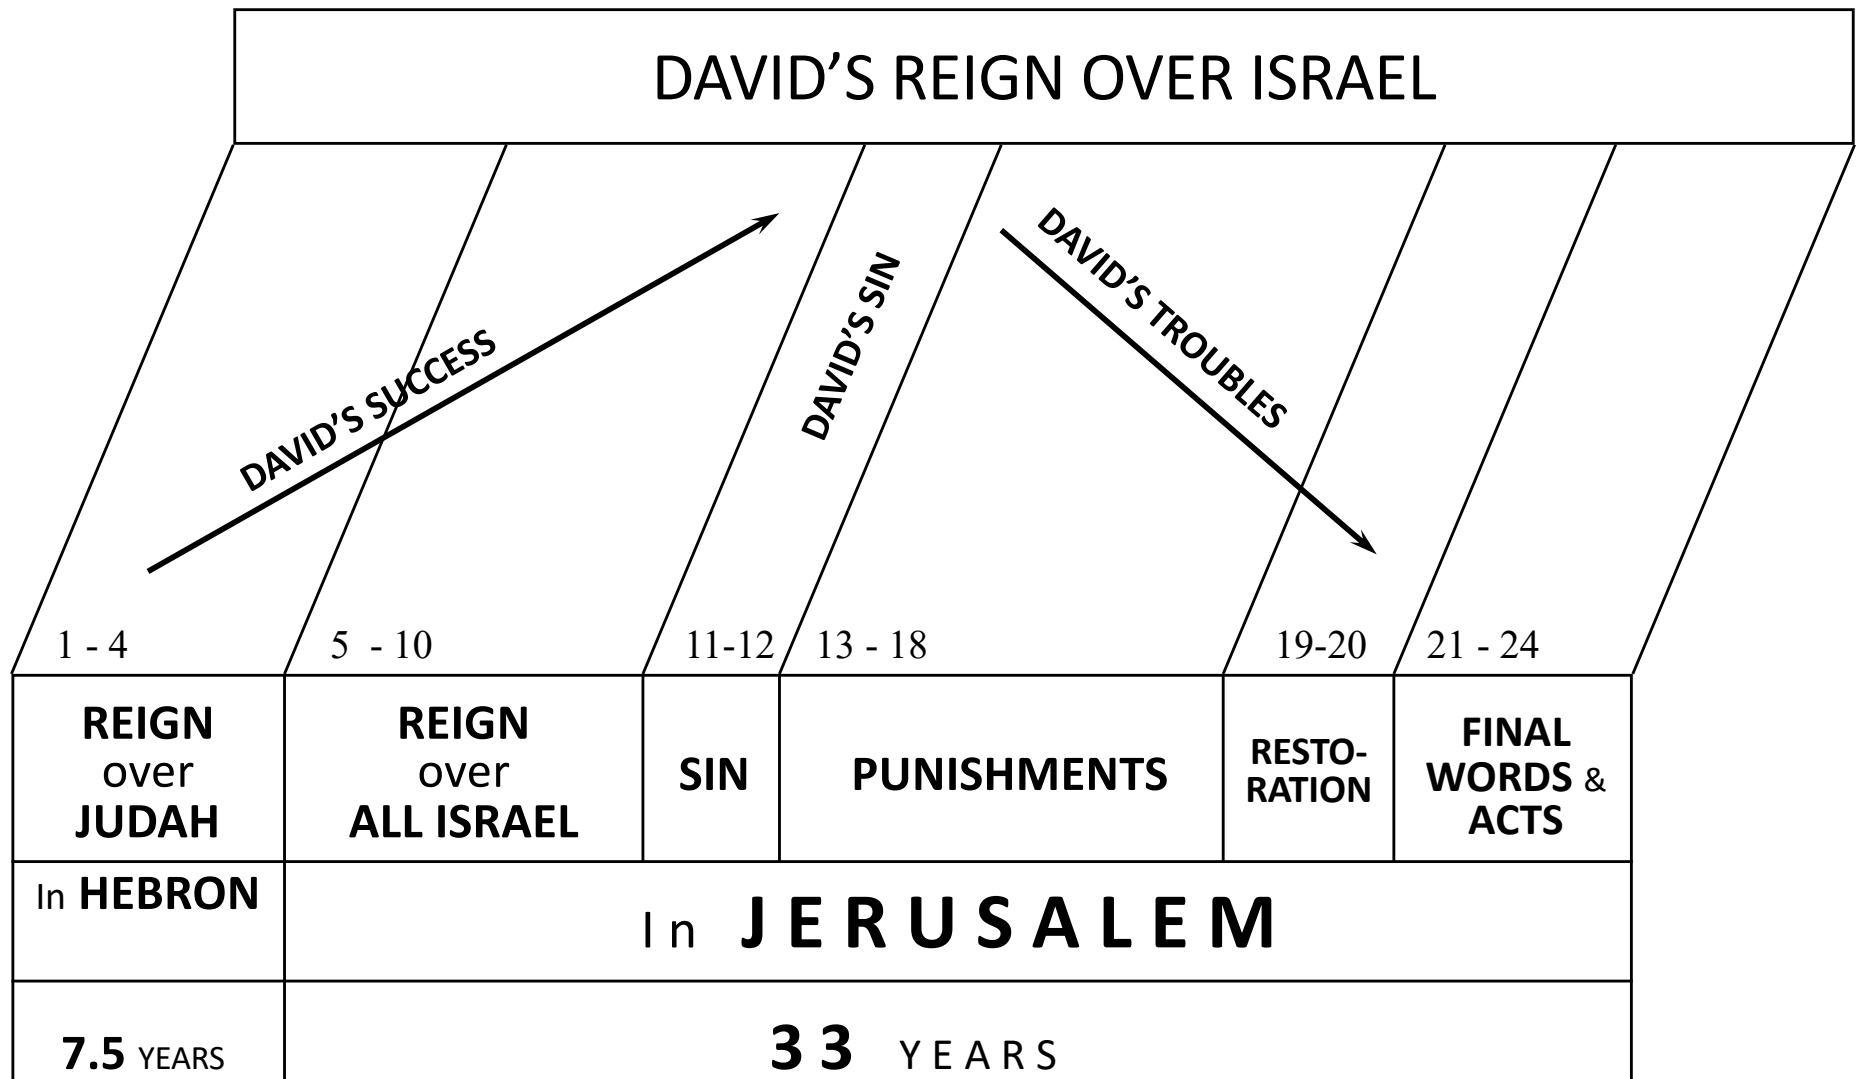 DAVID’S REIGN OVER ISRAEL
DAVID’S SUCCESS
DAVID’S SIN
DAVID’S TROUBLES
1 - 4
5 - 10
11-12
13 - 18
19-20
21 - 24
REIGN
over
JUDAH
REIGN
over
ALL ISRAEL
SIN
PUNISHMENTS
RESTO-
RATION
FINAL
WORDS &
ACTS
In HEBRON
In JERUSALEM
7.5 YEARS
33 YEARS